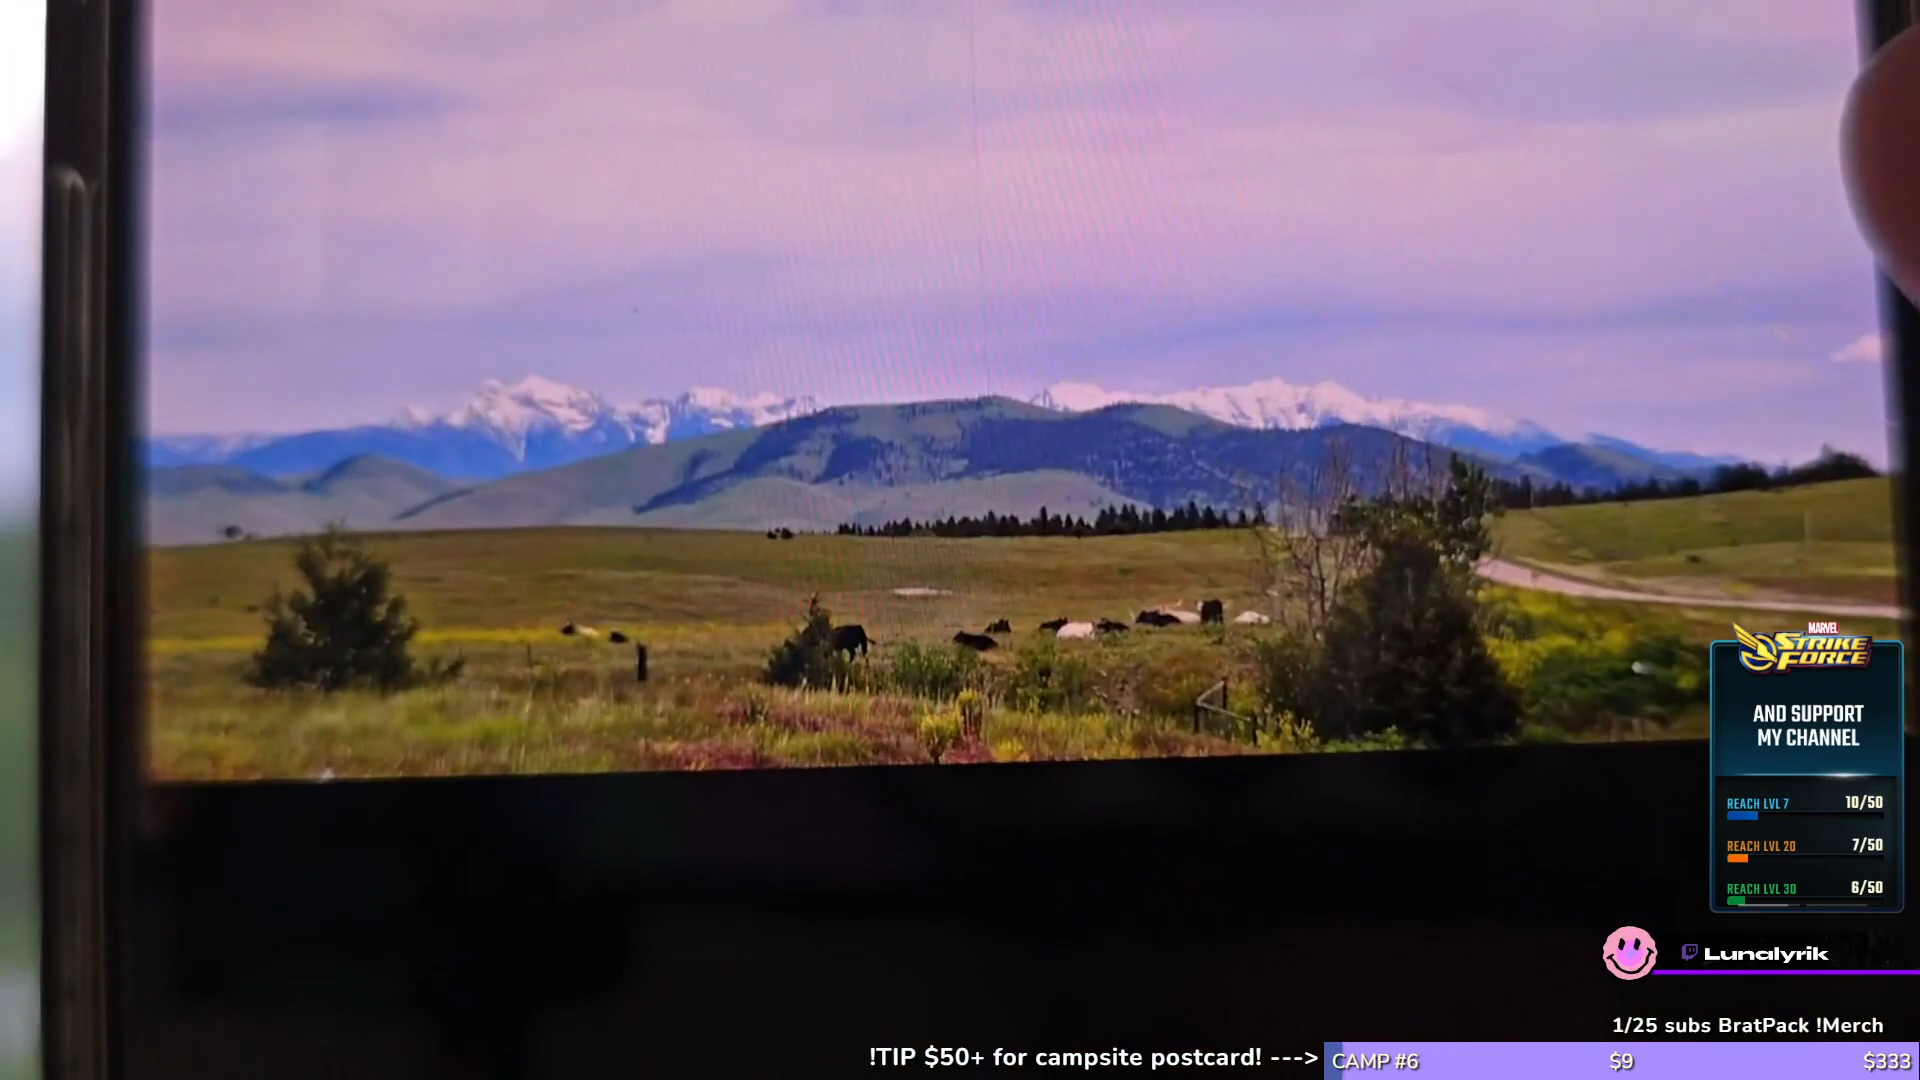 MARVEL
STRIKE
FORCE
AND SUPPORT
MY CHANNEL
REACH LVL 7 10/50
REACH LVL 20 7/50
REACH LVL 30 6/50
Lunalyrik
1/25 subs BratPack !Merch
!TIP $50+ for campsite postcard! --->
CAMP #6 $9 $333